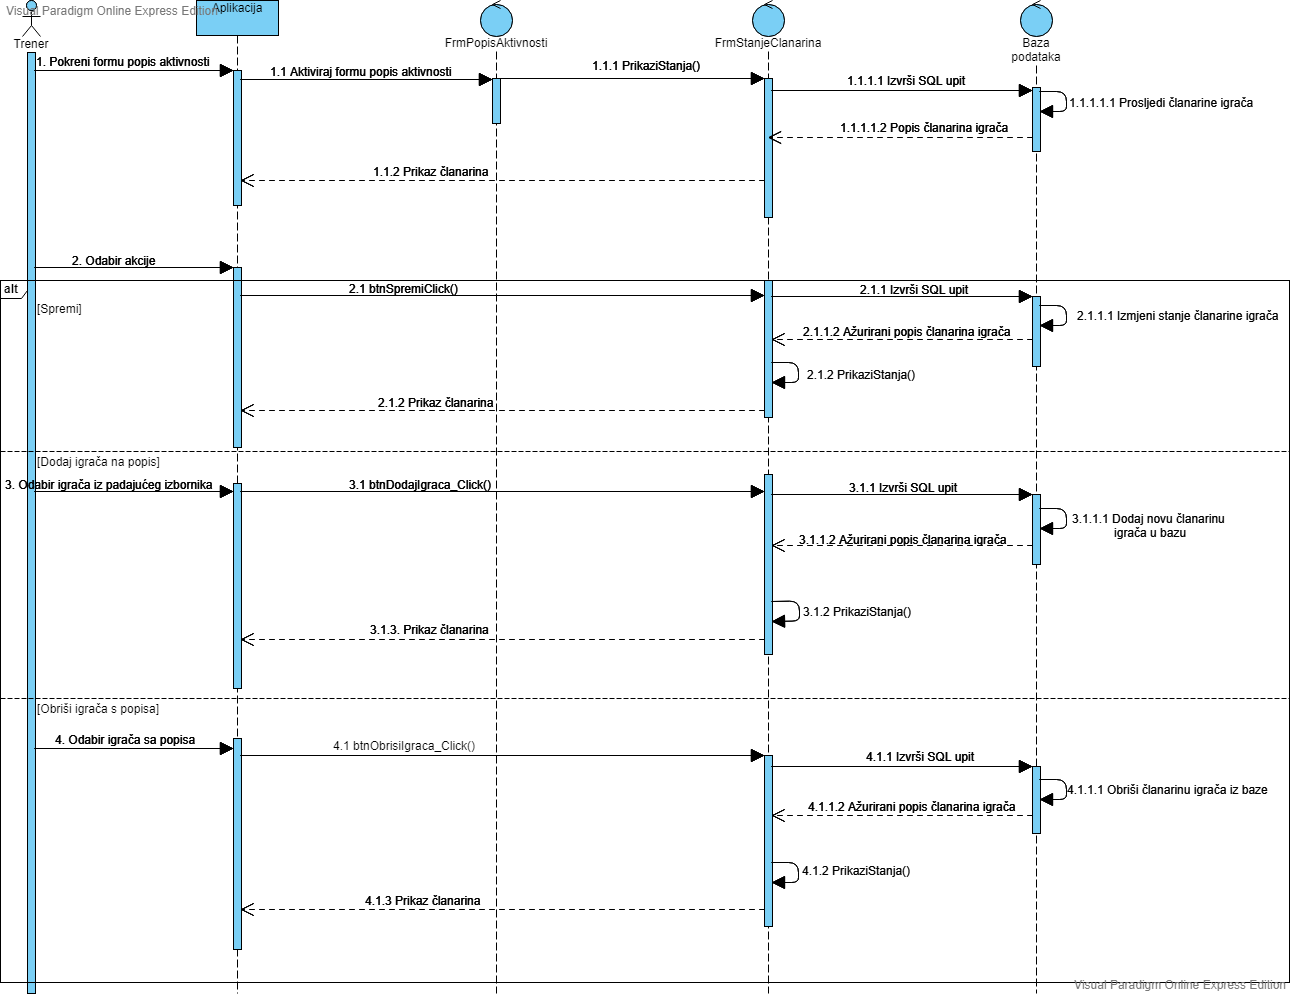 Visual Paradigm Online Express Edition
Aplikacija
Trener
FrmPopisAktivnosti
FrmStanjeClanarina
Baza
podataka
1. Pokreni formu popis aktivnosti
1.1 Aktiviraj formu popis aktivnosti
1.1.1 PrikaziStanja()
1.1.1.1 Izvrši SQL upit
1.1.1.1.1 Prosljedi članarine igrača
1.1.1.1.2 Popis članarina igrača
1.1.2 Prikaz članarina
2. Odabir akcije
alt
[Spremi]
2.1 btnSpremiClick()
2.1.1 Izvrši SQL upit
2.1.1.1 Izmjeni stanje članarine igrača
2.1.1.2 Ažurirani popis članarina igrača
2.1.2 PrikaziStanja()
2.1.2 Prikaz članarina
[Dodaj igrača na popis]
3. Odabir igrača iz padajućeg izbornika
3.1 btnDodajIgraca_Click()
3.1.1 Izvrši SQL upit
3.1.1.1 Dodaj novu članarinu
igrača u bazu
3.1.1.2 Ažurirani popis članarina igrača
3.1.2 PrikaziStanja()
3.1.3. Prikaz članarina
[Obriši igrača s popisa]
4. Odabir igrača sa popisa
4.1 btnObrisiIgraca_Click()
4.1.1 Izvrši SQL upit
4.1.1.1 Obriši članarinu igrača iz baze
4.1.1.2 Ažurirani popis članarina igrača
4.1.2 PrikaziStanja()
4.1.3 Prikaz članarina
Visual Paradigm Online Express Edition